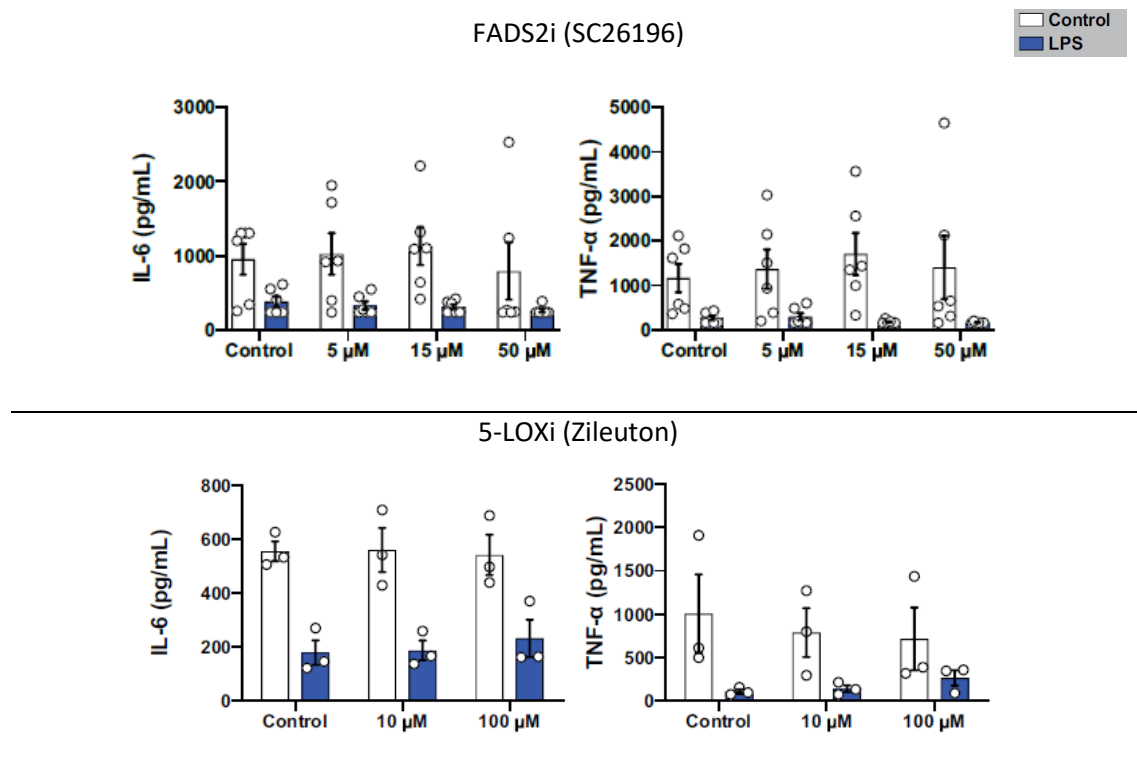 FADS2i (SC26196)
Control
LPS
IL-6 (pg/mL)
3000
2000
1000
0
Control 5 µM 15 µM 50 µM
TNF-α (pg/mL)
5000
4000
3000
2000
1000
0
Control 5 µM 15 µM 50 µM
5-LOXi (Zileuton)
IL-6 (pg/mL)
800
600
400
200
0
Control 10 µM 100 µM
TNF-α (pg/mL)
2500
2000
1500
1000
500
0
Control 10 µM 100 µM